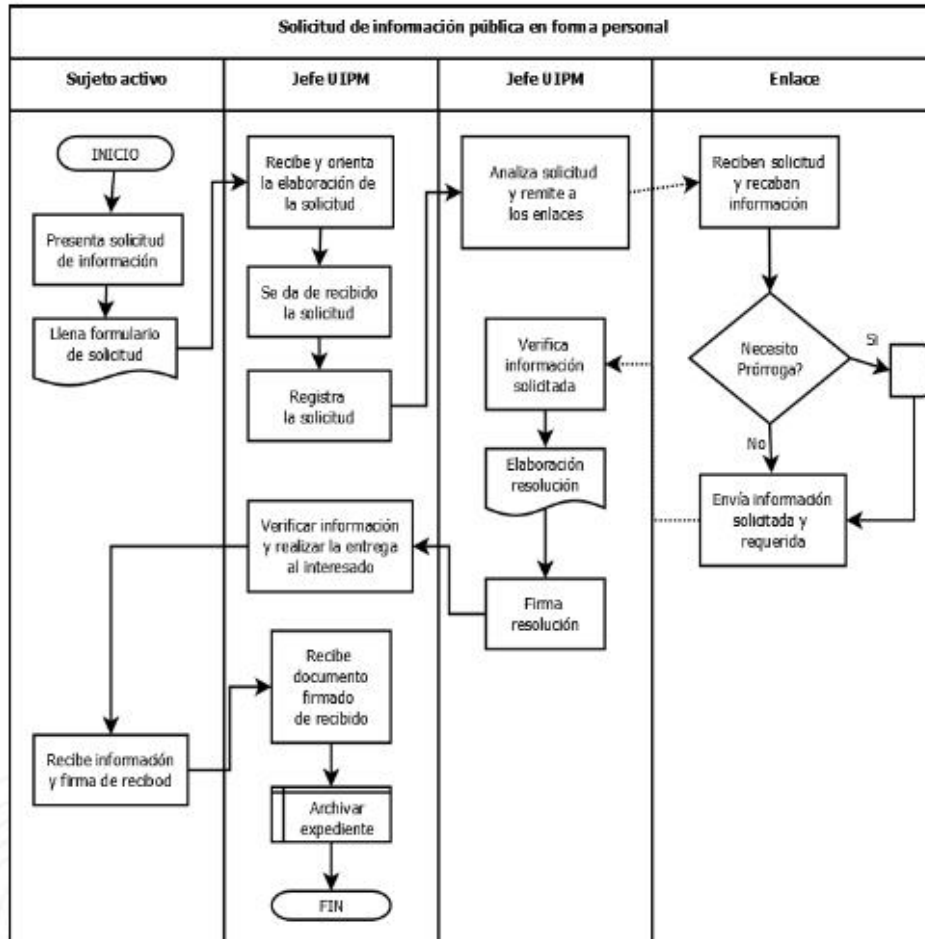 Solicitud de información pública en forma personal
Sujeto activo
Jefe UIPM
Jefe UIPM
Enlace
INICIO
Presenta solicitud
de información
Llena formulario
de solicitud
Recibe y orienta
la elaboración de
la solicitud
Se da de recibido
la solicitud
Registra
la solicitud
Analiza solicitud
y remite a
los enlaces
Reciben solicitud
y recaban
información
Necesito
Prórroga?
Si
No
Envía información
solicitada y
requerida
Verifica
información
solicitada
Elaboración
resolución
Firma
resolución
Verificar información
y realizar la entrega
al interesado
Recibe información
y firma de recibod
Recibe
documento
firmado
de recibido
Archivar
expediente
FIN